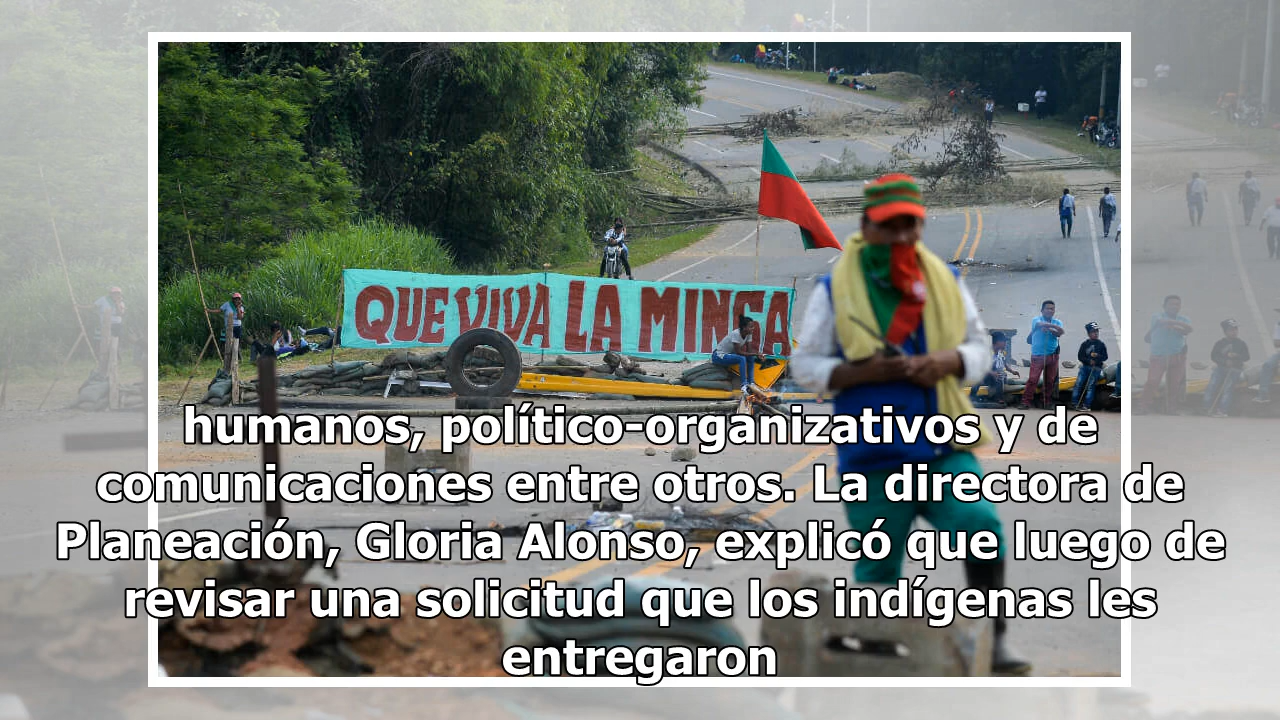 QUE VIVA LA MINGA
humanos, político-organizativos y de
comunicaciones entre otros. La directora de
Planeación, Gloria Alonso, explicó que luego de
revisar una solicitud que los indígenas les
entregaron